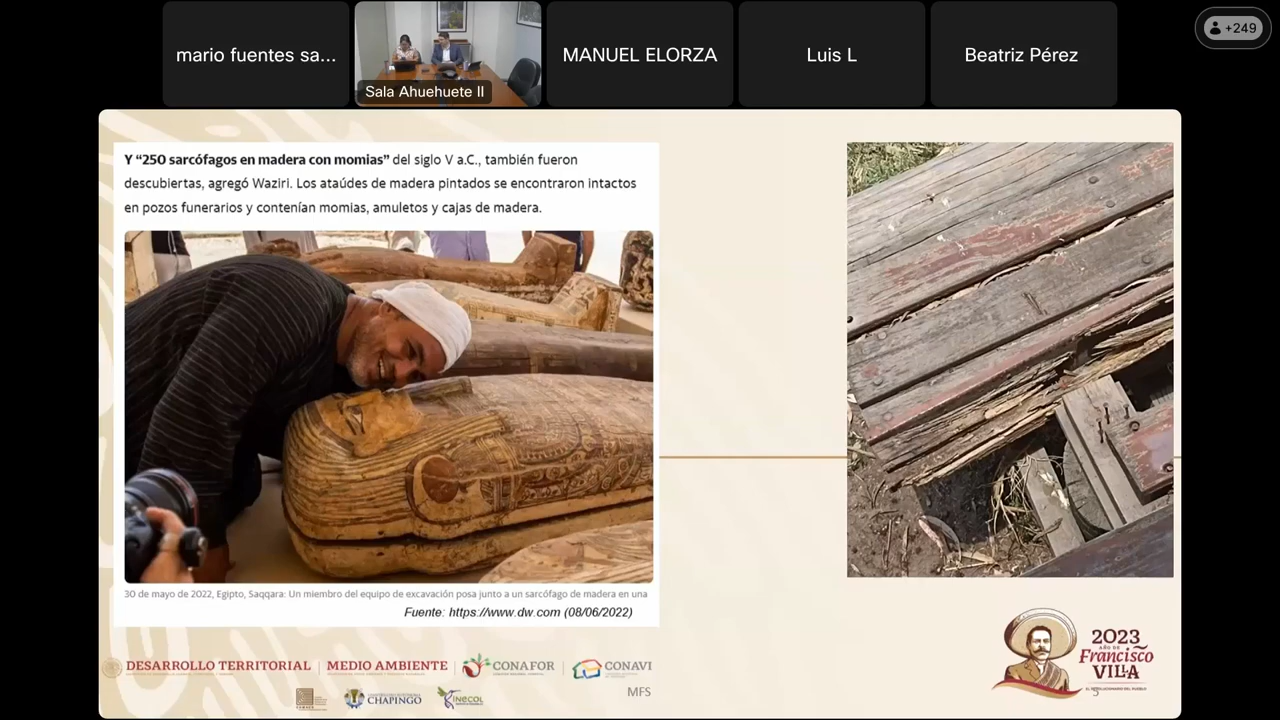 mario fuentes sa...
Sala Ahuehuete II
MANUEL ELORZA
Luis L
Beatriz Pérez
+249
Y “250 sarcófagos en madera con momias” del siglo V a.C., también fueron
descubiertas, agregó Waziri. Los ataúdes de madera pintados se encontraron intactos
en pozos funerarios y contenían momias, amuletos y cajas de madera.
30 de mayo de 2022, Egipto, Saqqara: Un miembro del equipo de excavación posa junto a un sarcófago de madera en una
Fuente: https://www.dw.com (08/06/2022)
DESARROLLO TERRITORIAL
MEDIO AMBIENTE
CONAFOR
CONAVI
CHAPINGO
INECOL
MFS
2023
AÑO DE
Francisco
VILLA
EL REVOLUCIONARIO DEL PUEBLO